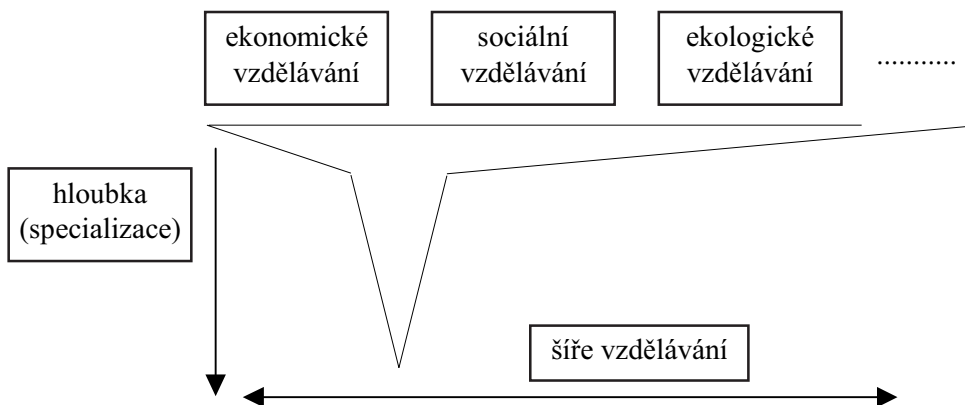 ekonomické
vzdělávání
sociální
vzdělávání
ekologické
vzdělávání
...........
hloubka
(specializace)
šíře vzdělávání